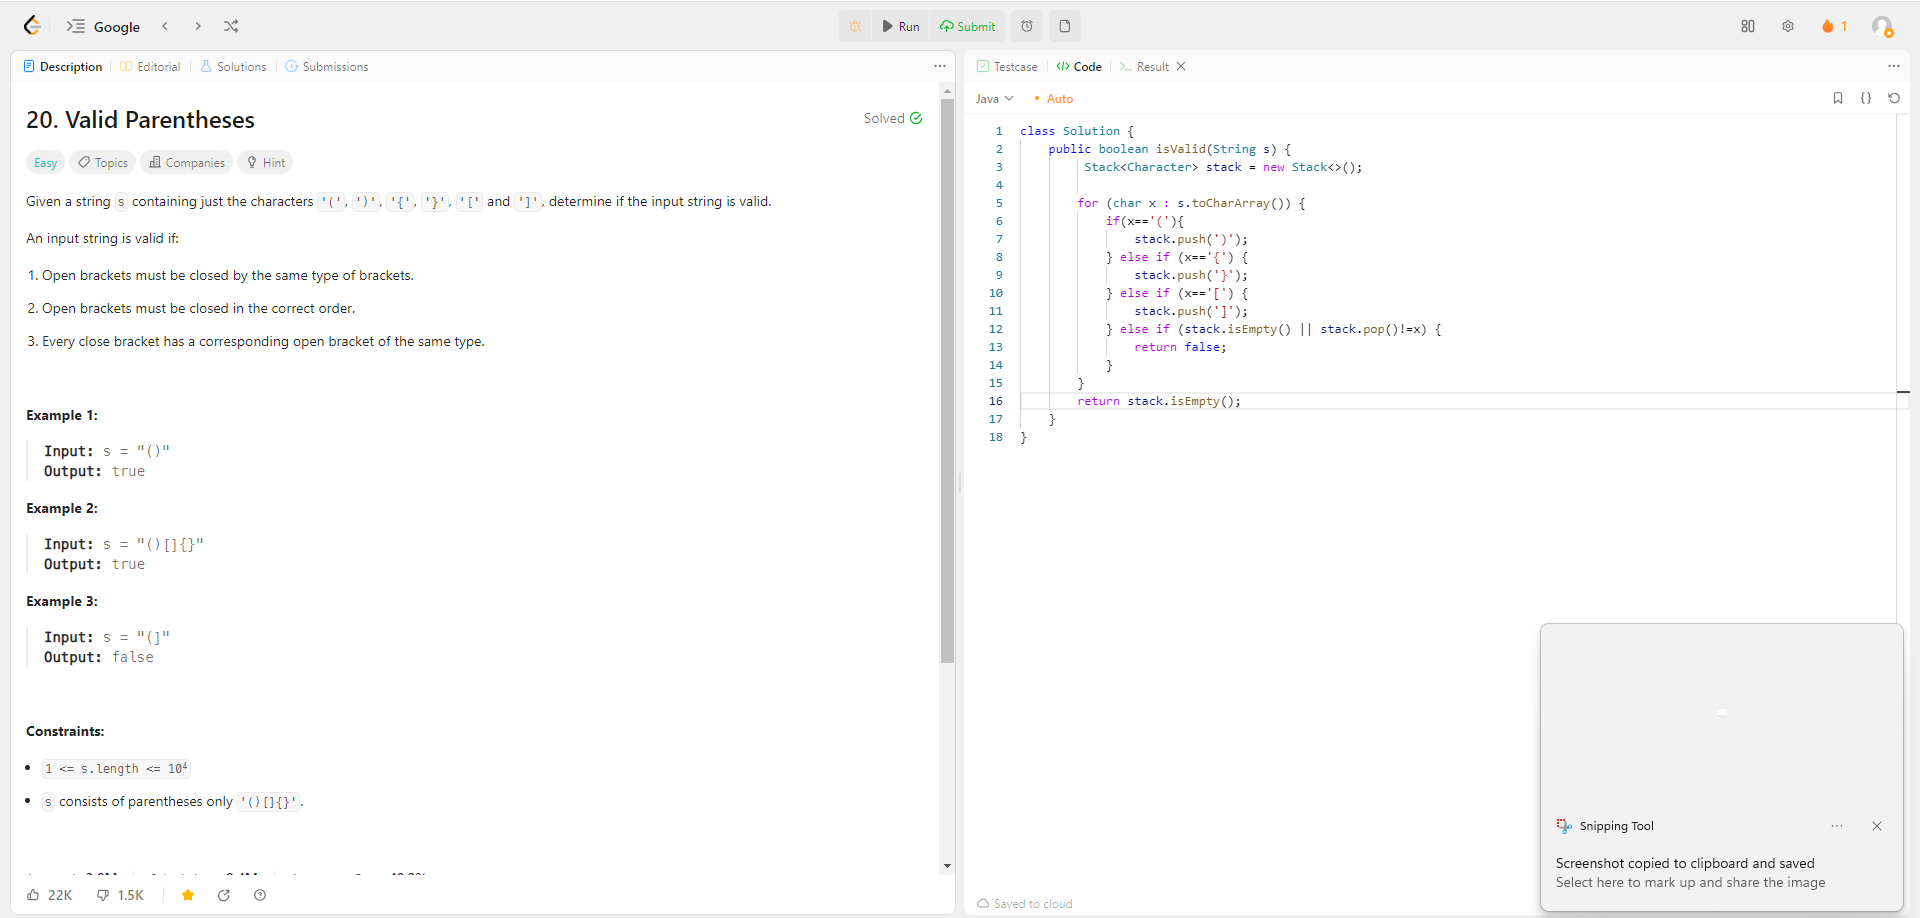 Google
Run
Submit
1
Description
Editorial
Solutions
Submissions
20. Valid Parentheses
Solved
Easy
Topics
Companies
Hint
Given a string s containing just the characters '(', ')', '{', '}', '[' and ']', determine if the input string is valid.
An input string is valid if:
1. Open brackets must be closed by the same type of brackets.
2. Open brackets must be closed in the correct order.
3. Every close bracket has a corresponding open bracket of the same type.
Example 1:
Input: s = "()"
Output: true
Example 2:
Input: s = "()[]{}"
Output: true
Example 3:
Input: s = "(]"
Output: false
Constraints:
1 <= s.length <= 10⁴
s consists of parentheses only '()[]{}'.
22K
1.5K
Testcase
Code
Result
Java
Auto
1 class Solution {
2     public boolean isValid(String s) {
3          Stack<Character> stack = new Stack<>();
4
5         for (char x : s.toCharArray()) {
6             if(x=='('){
7                 stack.push(')');
8             } else if (x=='{') {
9                 stack.push('}');
10             } else if (x=='[') {
11                 stack.push(']');
12             } else if (stack.isEmpty() || stack.pop()!=x) {
13                 return false;
14             }
15         }
16         return stack.isEmpty();
17     }
18 }
Saved to cloud
Snipping Tool
Screenshot copied to clipboard and saved
Select here to mark up and share the image